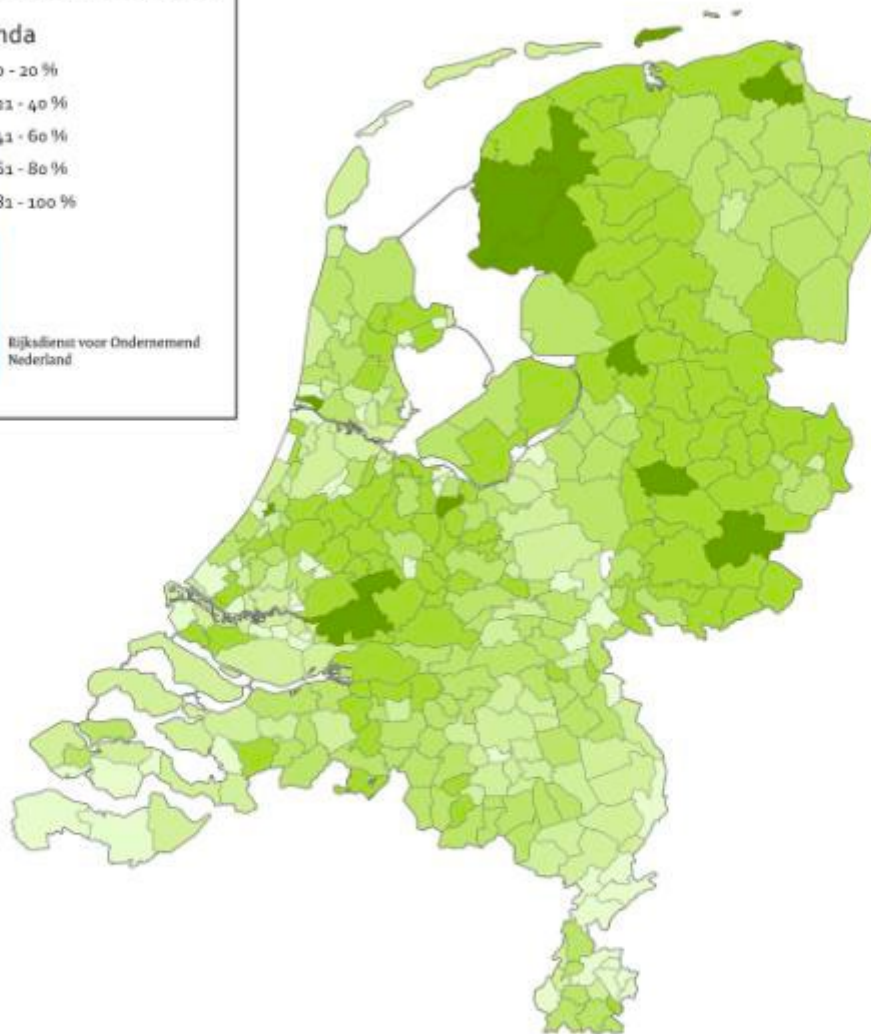 nda
0 - 20 %
21 - 40 %
41 - 60 %
61 - 80 %
81 - 100 %
Rijksdienst voor Ondernemend
Nederland